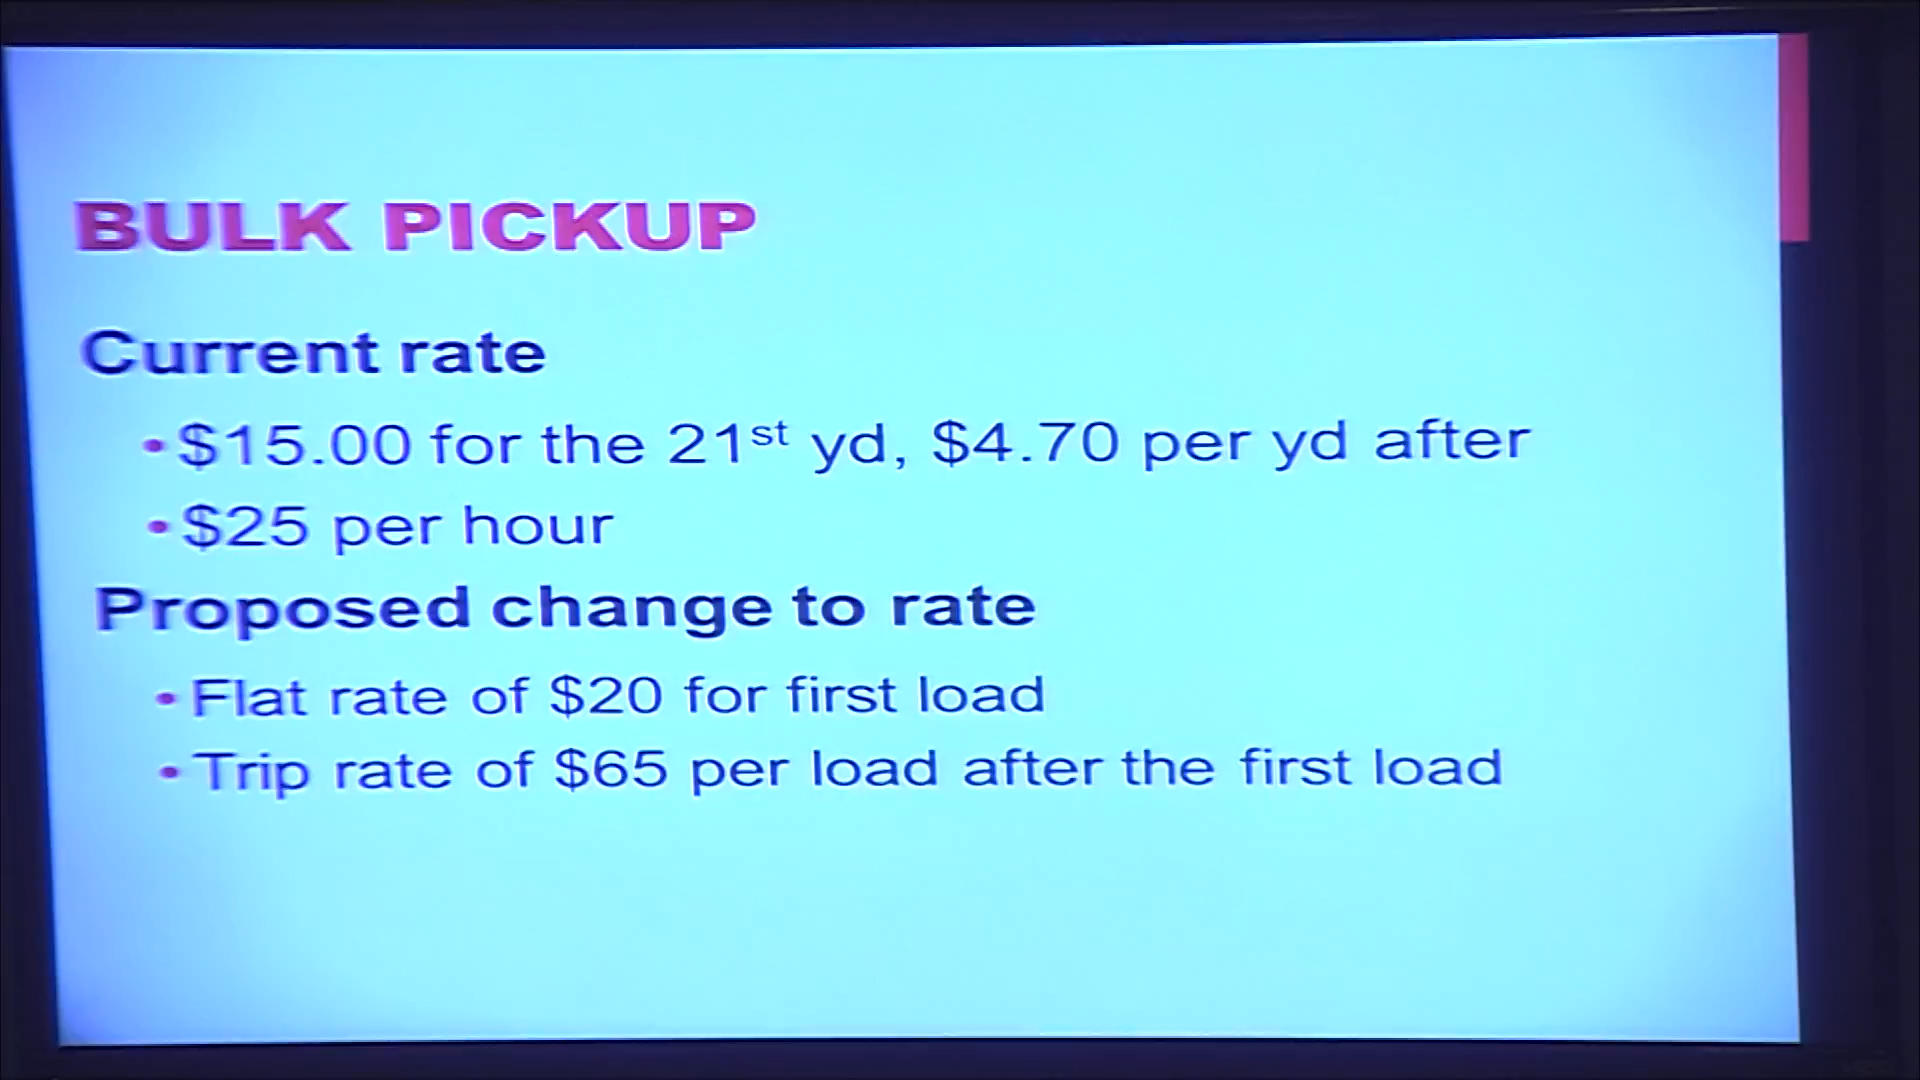 BULK PICKUP
Current rate
•$15.00 for the 21st yd, $4.70 per yd after
•$25 per hour
Proposed change to rate
•Flat rate of $20 for first load
•Trip rate of $65 per load after the first load